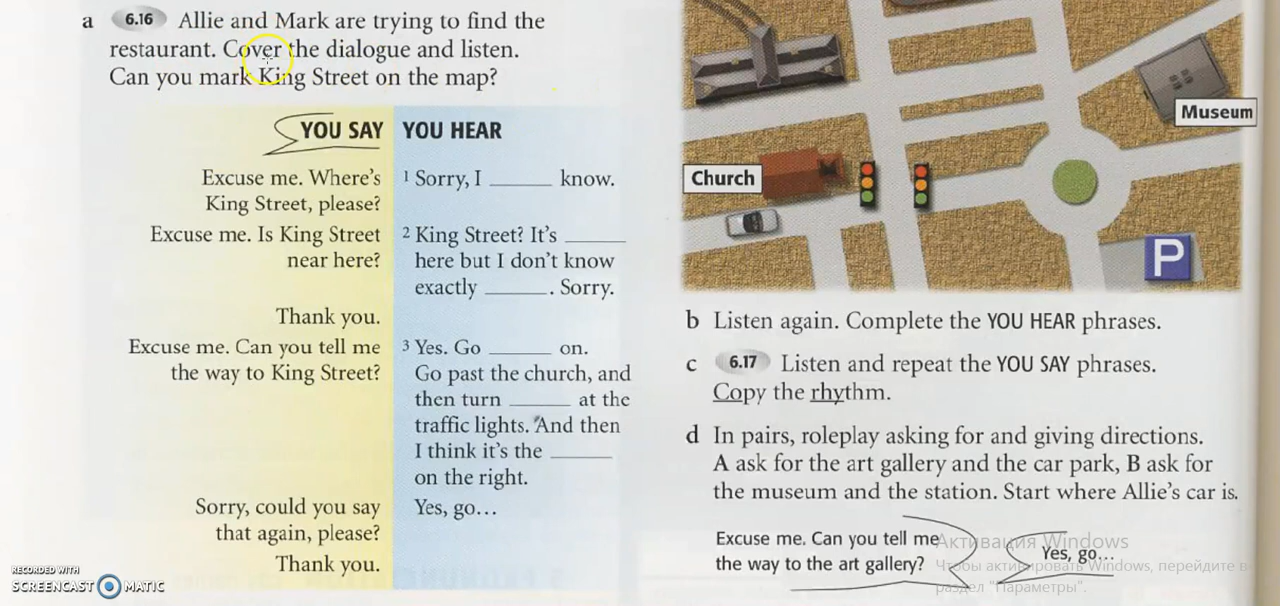 a 6.16 Allie and Mark are trying to find the
restaurant. Cover the dialogue and listen.
Can you mark King Street on the map?
YOU SAY
Excuse me. Where's
King Street, please?
Excuse me. Is King Street
near here?
Thank you.
Excuse me. Can you tell me
the way to King Street?
Sorry, could you say
that again, please?
Thank you.
YOU HEAR
1 Sorry, I ______ know.
2 King Street? It's ______
here but I don't know
exactly ______. Sorry.
3 Yes. Go ______ on.
Go past the church, and
then turn ______ at the
traffic lights. And then
I think it's the ______
on the right.
Yes, go...
Museum
Church
P
b Listen again. Complete the YOU HEAR phrases.
c 6.17 Listen and repeat the YOU SAY phrases.
Copy the rhythm.
d In pairs, roleplay asking for and giving directions.
A ask for the art gallery and the car park, B ask for
the museum and the station. Start where Allie's car is.
Excuse me. Can you tell me
the way to the art gallery?
Yes, go...
Активация Windows
Чтобы активировать Windows, перейдите в
раздел "Параметры".
RECORDED WITH
SCREENCAST MATIC